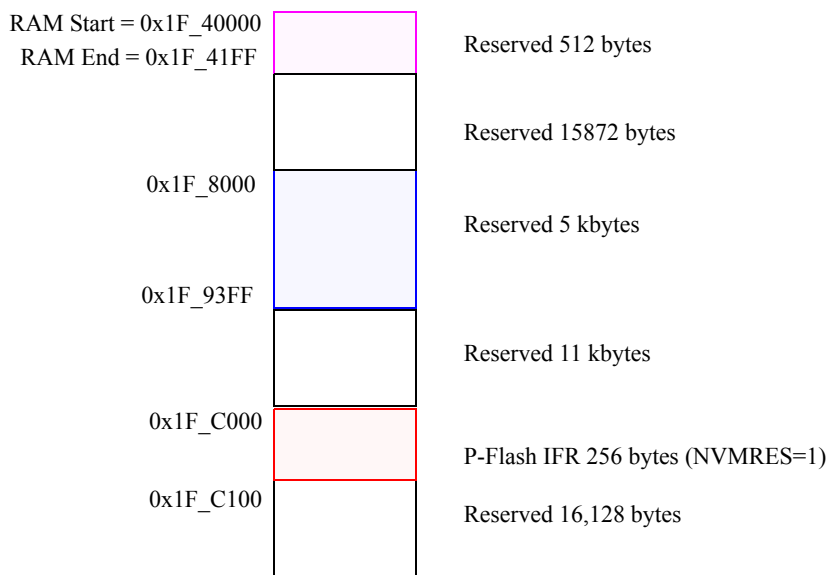 RAM Start = 0x1F_40000
RAM End = 0x1F_41FF
Reserved 512 bytes
Reserved 15872 bytes
0x1F_8000
Reserved 5 kbytes
0x1F_93FF
Reserved 11 kbytes
0x1F_C000
P-Flash IFR 256 bytes (NVMRES=1)
0x1F_C100
Reserved 16,128 bytes